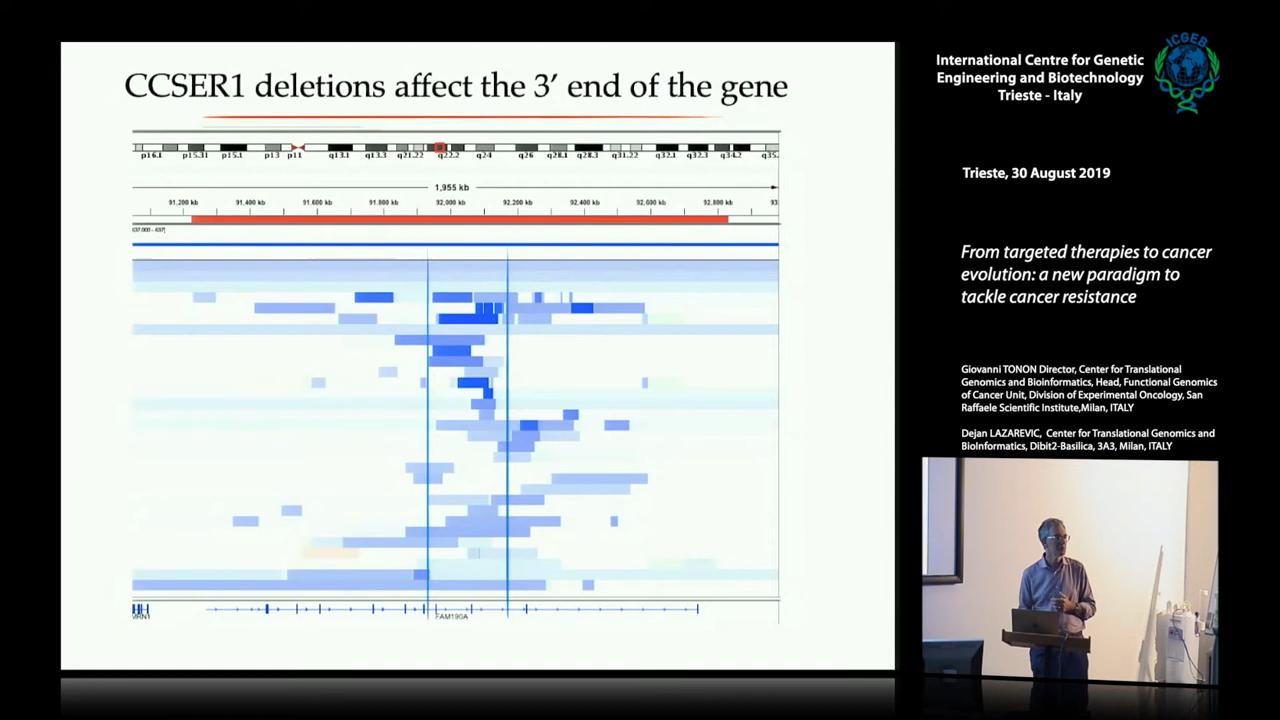 CCSER1 deletions affect the 3’ end of the gene
p16.1 p15.31 p15.1 p13 p11 q13.1 q13.3 q21.22 q22.2 q24 q26 q28.1 q28.3 q31.22 q32.1 q32.3 q34.2 q35.
1,955 kb
91,200 kb 91,400 kb 91,600 kb 91,800 kb 92,000 kb 92,200 kb 92,400 kb 92,600 kb 92,800 kb 93
FAM190A
ICGEB
International Centre for Genetic
Engineering and Biotechnology
Trieste - Italy
Trieste, 30 August 2019
From targeted therapies to cancer
evolution: a new paradigm to
tackle cancer resistance
Giovanni TONON Director, Center for Translational
Genomics and Bioinformatics, Head, Functional Genomics
of Cancer Unit, Division of Experimental Oncology, San
Raffaele Scientific Institute,Milan, ITALY
Dejan LAZAREVIC, Center for Translational Genomics and
BioInformatics, Dibit2-Basilica, 3A3, Milan, ITALY